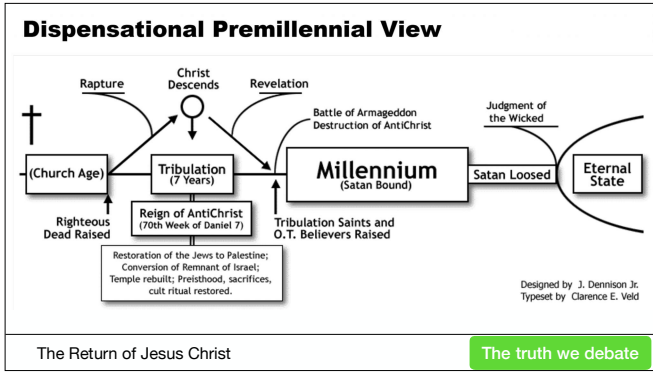 Dispensational Premillennial View
Rapture
Christ
Descends
Revelation
Battle of Armageddon
Destruction of AntiChrist
Judgment of
the Wicked
(Church Age)
Tribulation
(7 Years)
Millennium
(Satan Bound)
Satan Loosed
Eternal
State
Righteous
Dead Raised
Reign of AntiChrist
(70th Week of Daniel 7)
Tribulation Saints and
O.T. Believers Raised
Restoration of the Jews to Palestine;
Conversion of Remnant of Israel;
Temple rebuilt; Preisthood, sacrifices,
cult ritual restored.
Designed by J. Dennison Jr.
Typeset by Clarence E. Veld
The Return of Jesus Christ
The truth we debate